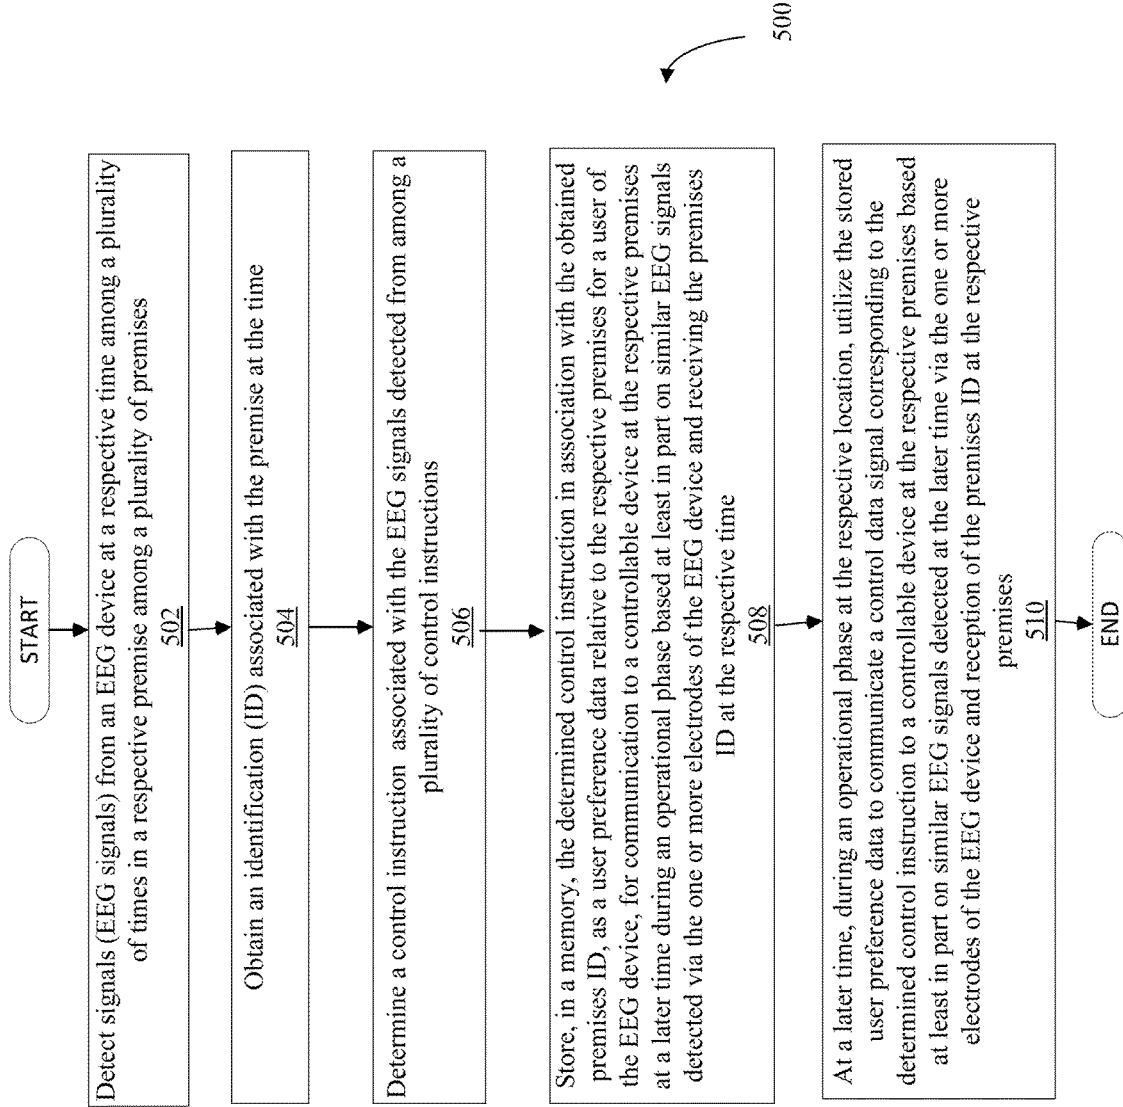 START
Detect signals (EEG signals) from an EEG device at a respective time among a plurality
of times in a respective premise among a plurality of premises
502
Obtain an identification (ID) associated with the premise at the time
504
Determine a control instruction associated with the EEG signals detected from among a
plurality of control instructions
506
Store, in a memory, the determined control instruction in association with the obtained
premises ID, as a user preference data relative to the respective premises for a user of
the EEG device, for communication to a controllable device at the respective premises
at a later time during an operational phase based at least in part on similar EEG signals
detected via the one or more electrodes of the EEG device and receiving the premises
ID at the respective time
508
At a later time, during an operational phase at the respective location, utilize the stored
user preference data to communicate a control data signal corresponding to the
determined control instruction to a controllable device at the respective premises based
at least in part on similar EEG signals detected at the later time via the one or more
electrodes of the EEG device and reception of the premises ID at the respective
premises
510
END
500